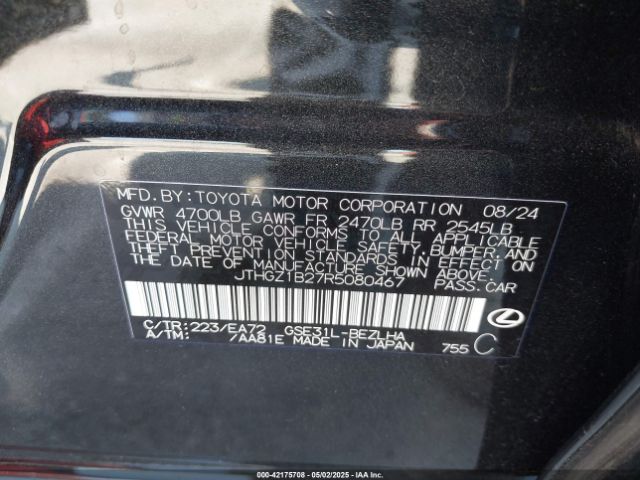 MFD. BY: TOYOTA MOTOR CORPORATION 08/24
GVWR 4700LB GAWR FR 2470LB RR 2545LB
THIS VEHICLE CONFORMS TO ALL APPLICABLE
FEDERAL MOTOR VEHICLE SAFETY, BUMPER, AND
THEFT PREVENTION STANDARDS IN EFFECT ON
THE DATE OF MANUFACTURE SHOWN ABOVE.
JTHGZ1B27R5080467 PASS. CAR
C/TR: 223/EA72 GSE31L-BEZLHA
A/TM: /AA81E MADE IN JAPAN 755 C
000-42175708 - 05/02/2025 - IAAI.COM